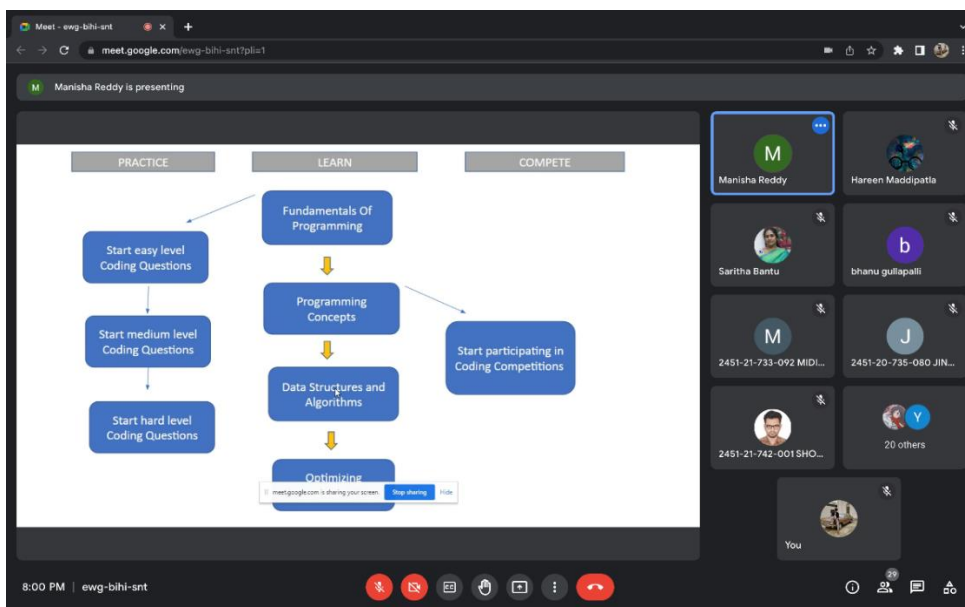 Meet - ewg-bihi-snt
meet.google.com/ewg-bihi-snt?pli=1
M Manisha Reddy is presenting
PRACTICE
LEARN
COMPETE
Fundamentals Of
Programming
Start easy level
Coding Questions
Programming
Concepts
Start medium level
Coding Questions
Start participating in
Coding Competitions
Data Structures and
Algorithms
Start hard level
Coding Questions
Optimizing
meet.google.com is sharing your screen. Stop sharing Hide
M
Manisha Reddy
Hareen Maddipatla
Saritha Bantu
b
bhanu gullapalli
M
2451-21-733-092 MIDI...
J
2451-20-735-080 JIN...
2451-21-742-001 SHO...
Y
20 others
You
8:00 PM | ewg-bihi-snt
CC
29